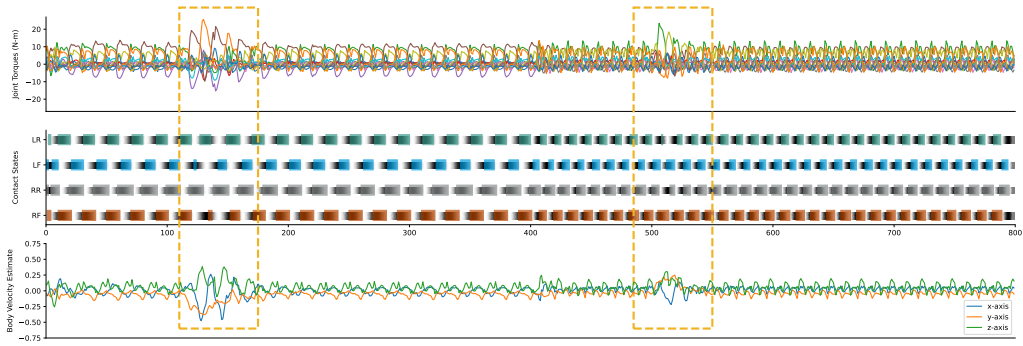 Joint Torques (N-m)
20
10
0
−10
−20
Contact States
LR
LF
RR
RF
0 100 200 300 400 500 600 700 800
Body Velocity Estimate
0.75
0.50
0.25
0.00
−0.25
−0.50
−0.75
x-axis
y-axis
z-axis